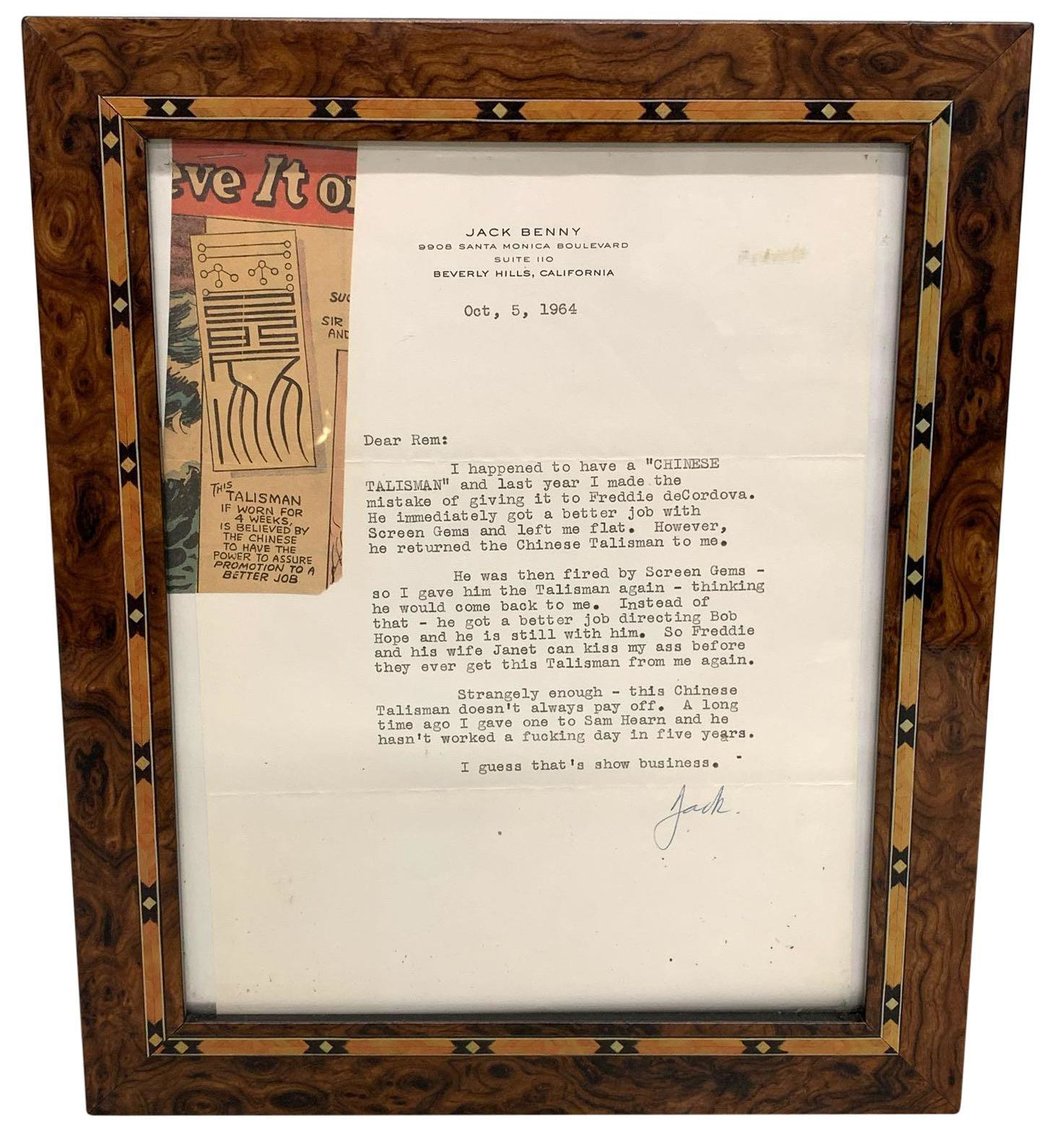 eve It or
SUC
SIR
AND
THIS
TALISMAN
IF WORN FOR
4 WEEKS,
IS BELIEVED BY
THE CHINESE
TO HAVE THE
POWER TO ASSURE
PROMOTION TO A
BETTER JOB
JACK BENNY
9908 SANTA MONICA BOULEVARD
SUITE 110
BEVERLY HILLS, CALIFORNIA
Oct, 5, 1964
Dear Rem:
I happened to have a "CHINESE
TALISMAN" and last year I made the
mistake of giving it to Freddie deCordova.
He immediately got a better job with
Screen Gems and left me flat. However,
he returned the Chinese Talisman to me.
He was then fired by Screen Gems -
so I gave him the Talisman again - thinking
he would come back to me. Instead of
that - he got a better job directing Bob
Hope and he is still with him. So Freddie
and his wife Janet can kiss my ass before
they ever get this Talisman from me again.
Strangely enough - this Chinese
Talisman doesn't always pay off. A long
time ago I gave one to Sam Hearn and he
hasn't worked a fucking day in five years.
I guess that's show business.
Jack.